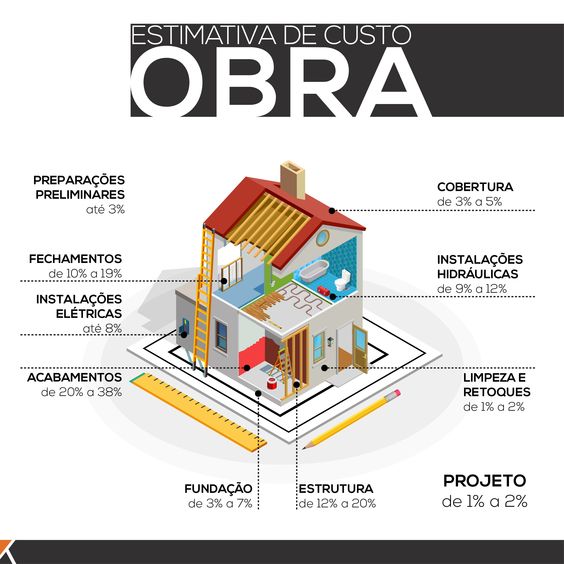 ESTIMATIVA DE CUSTO
OBRA
PREPARAÇÕES
PRELIMINARES
até 3%
COBERTURA
de 3% a 5%
FECHAMENTOS
de 10% a 19%
INSTALAÇÕES
HIDRÁULICAS
de 9% a 12%
INSTALAÇÕES
ELÉTRICAS
até 8%
ACABAMENTOS
de 20% a 38%
LIMPEZA E
RETOQUES
de 1% a 2%
FUNDAÇÃO
de 3% a 7%
ESTRUTURA
de 12% a 20%
PROJETO
de 1% a 2%